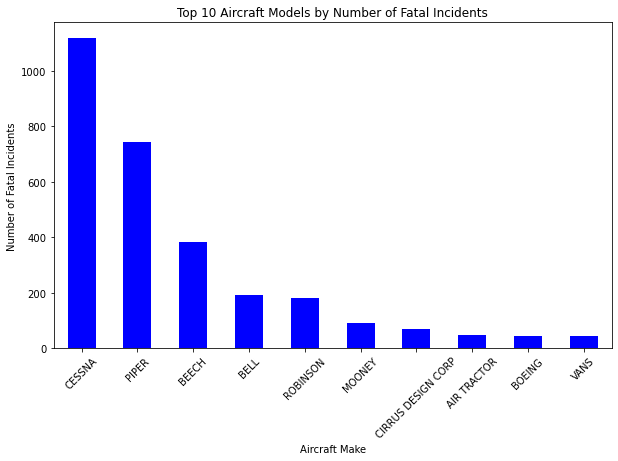 Top 10 Aircraft Models by Number of Fatal Incidents
Number of Fatal Incidents
1000
800
600
400
200
0
CESSNA
PIPER
BEECH
BELL
ROBINSON
MOONEY
CIRRUS DESIGN CORP
AIR TRACTOR
BOEING
VANS
Aircraft Make